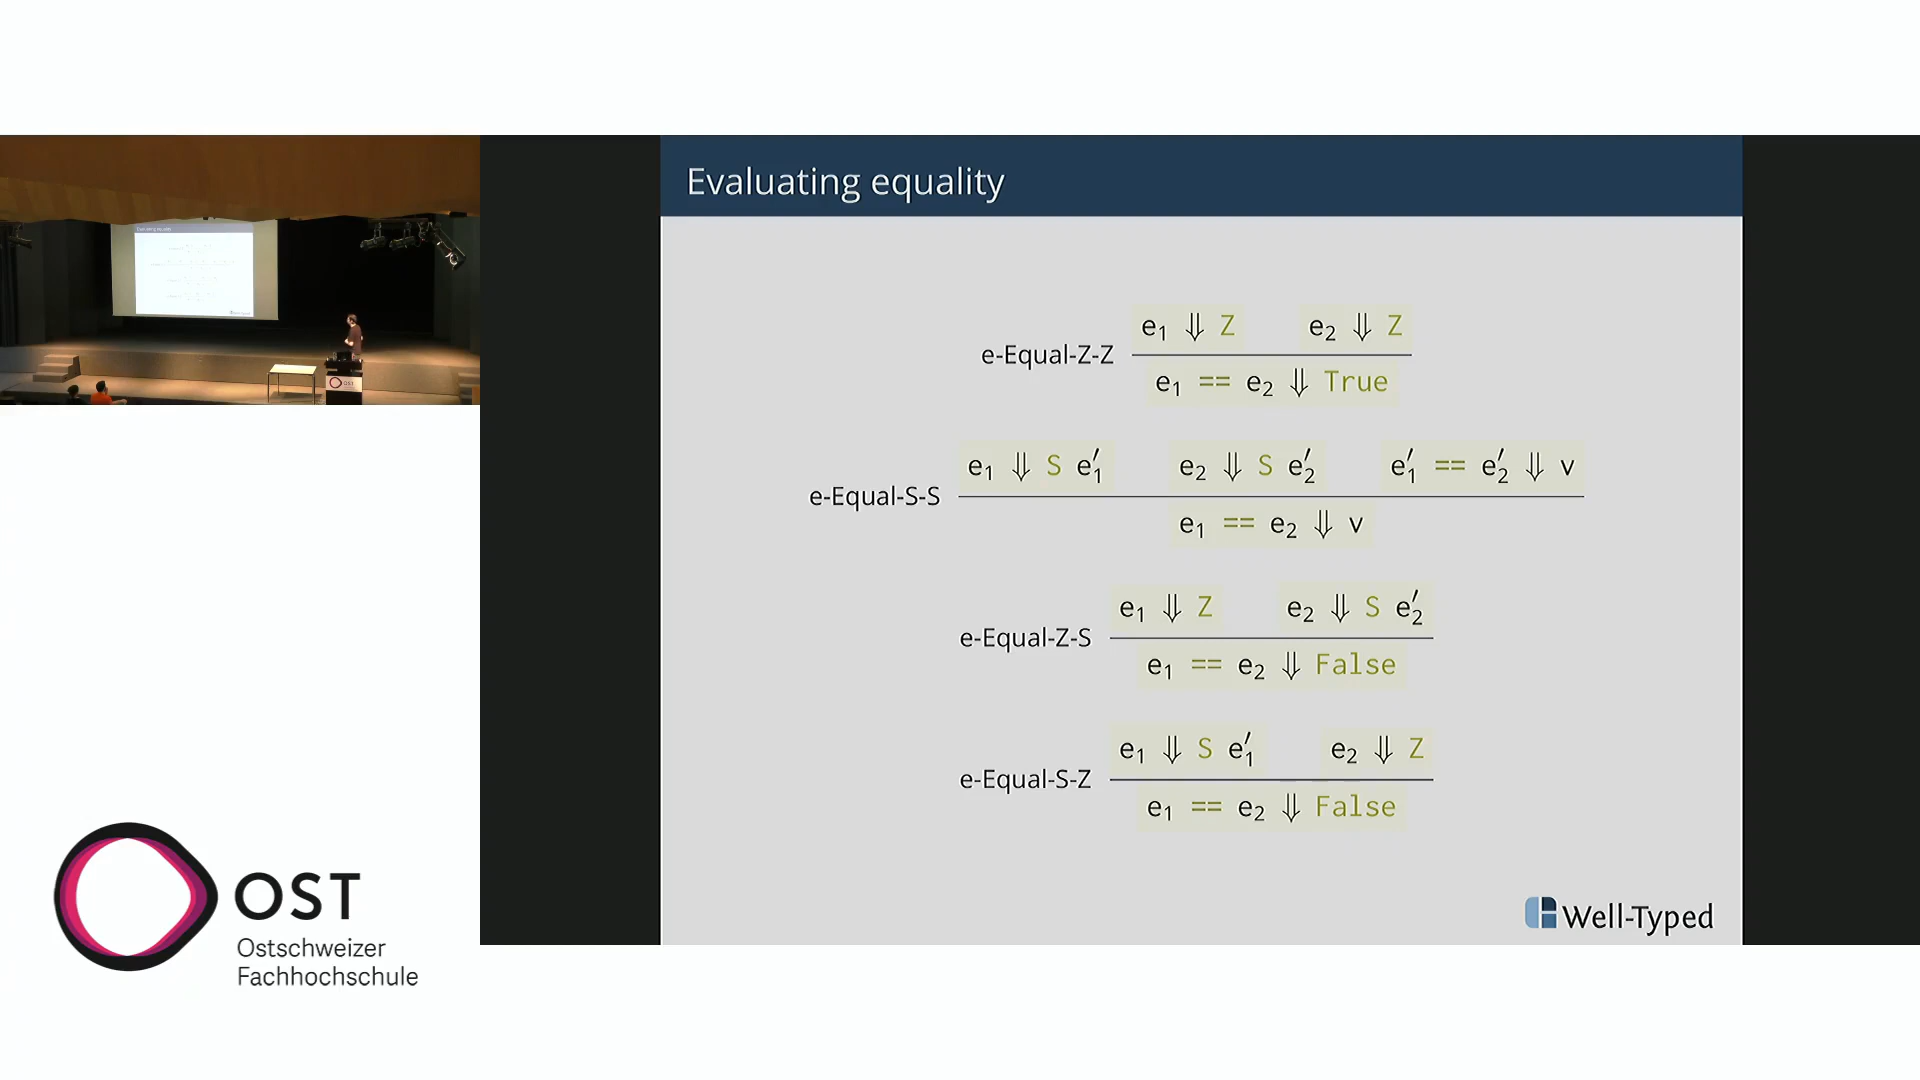 Evaluating equality
e-Equal-Z-Z
e₁ ⇓ Z e₂ ⇓ Z
e₁ == e₂ ⇓ True
e-Equal-S-S
e₁ ⇓ S e₁′ e₂ ⇓ S e₂′ e₁′ == e₂′ ⇓ v
e₁ == e₂ ⇓ v
e-Equal-Z-S
e₁ ⇓ Z e₂ ⇓ S e₂′
e₁ == e₂ ⇓ False
e-Equal-S-Z
e₁ ⇓ S e₁′ e₂ ⇓ Z
e₁ == e₂ ⇓ False
Well-Typed
OST
OST
Ostschweizer
Fachhochschule